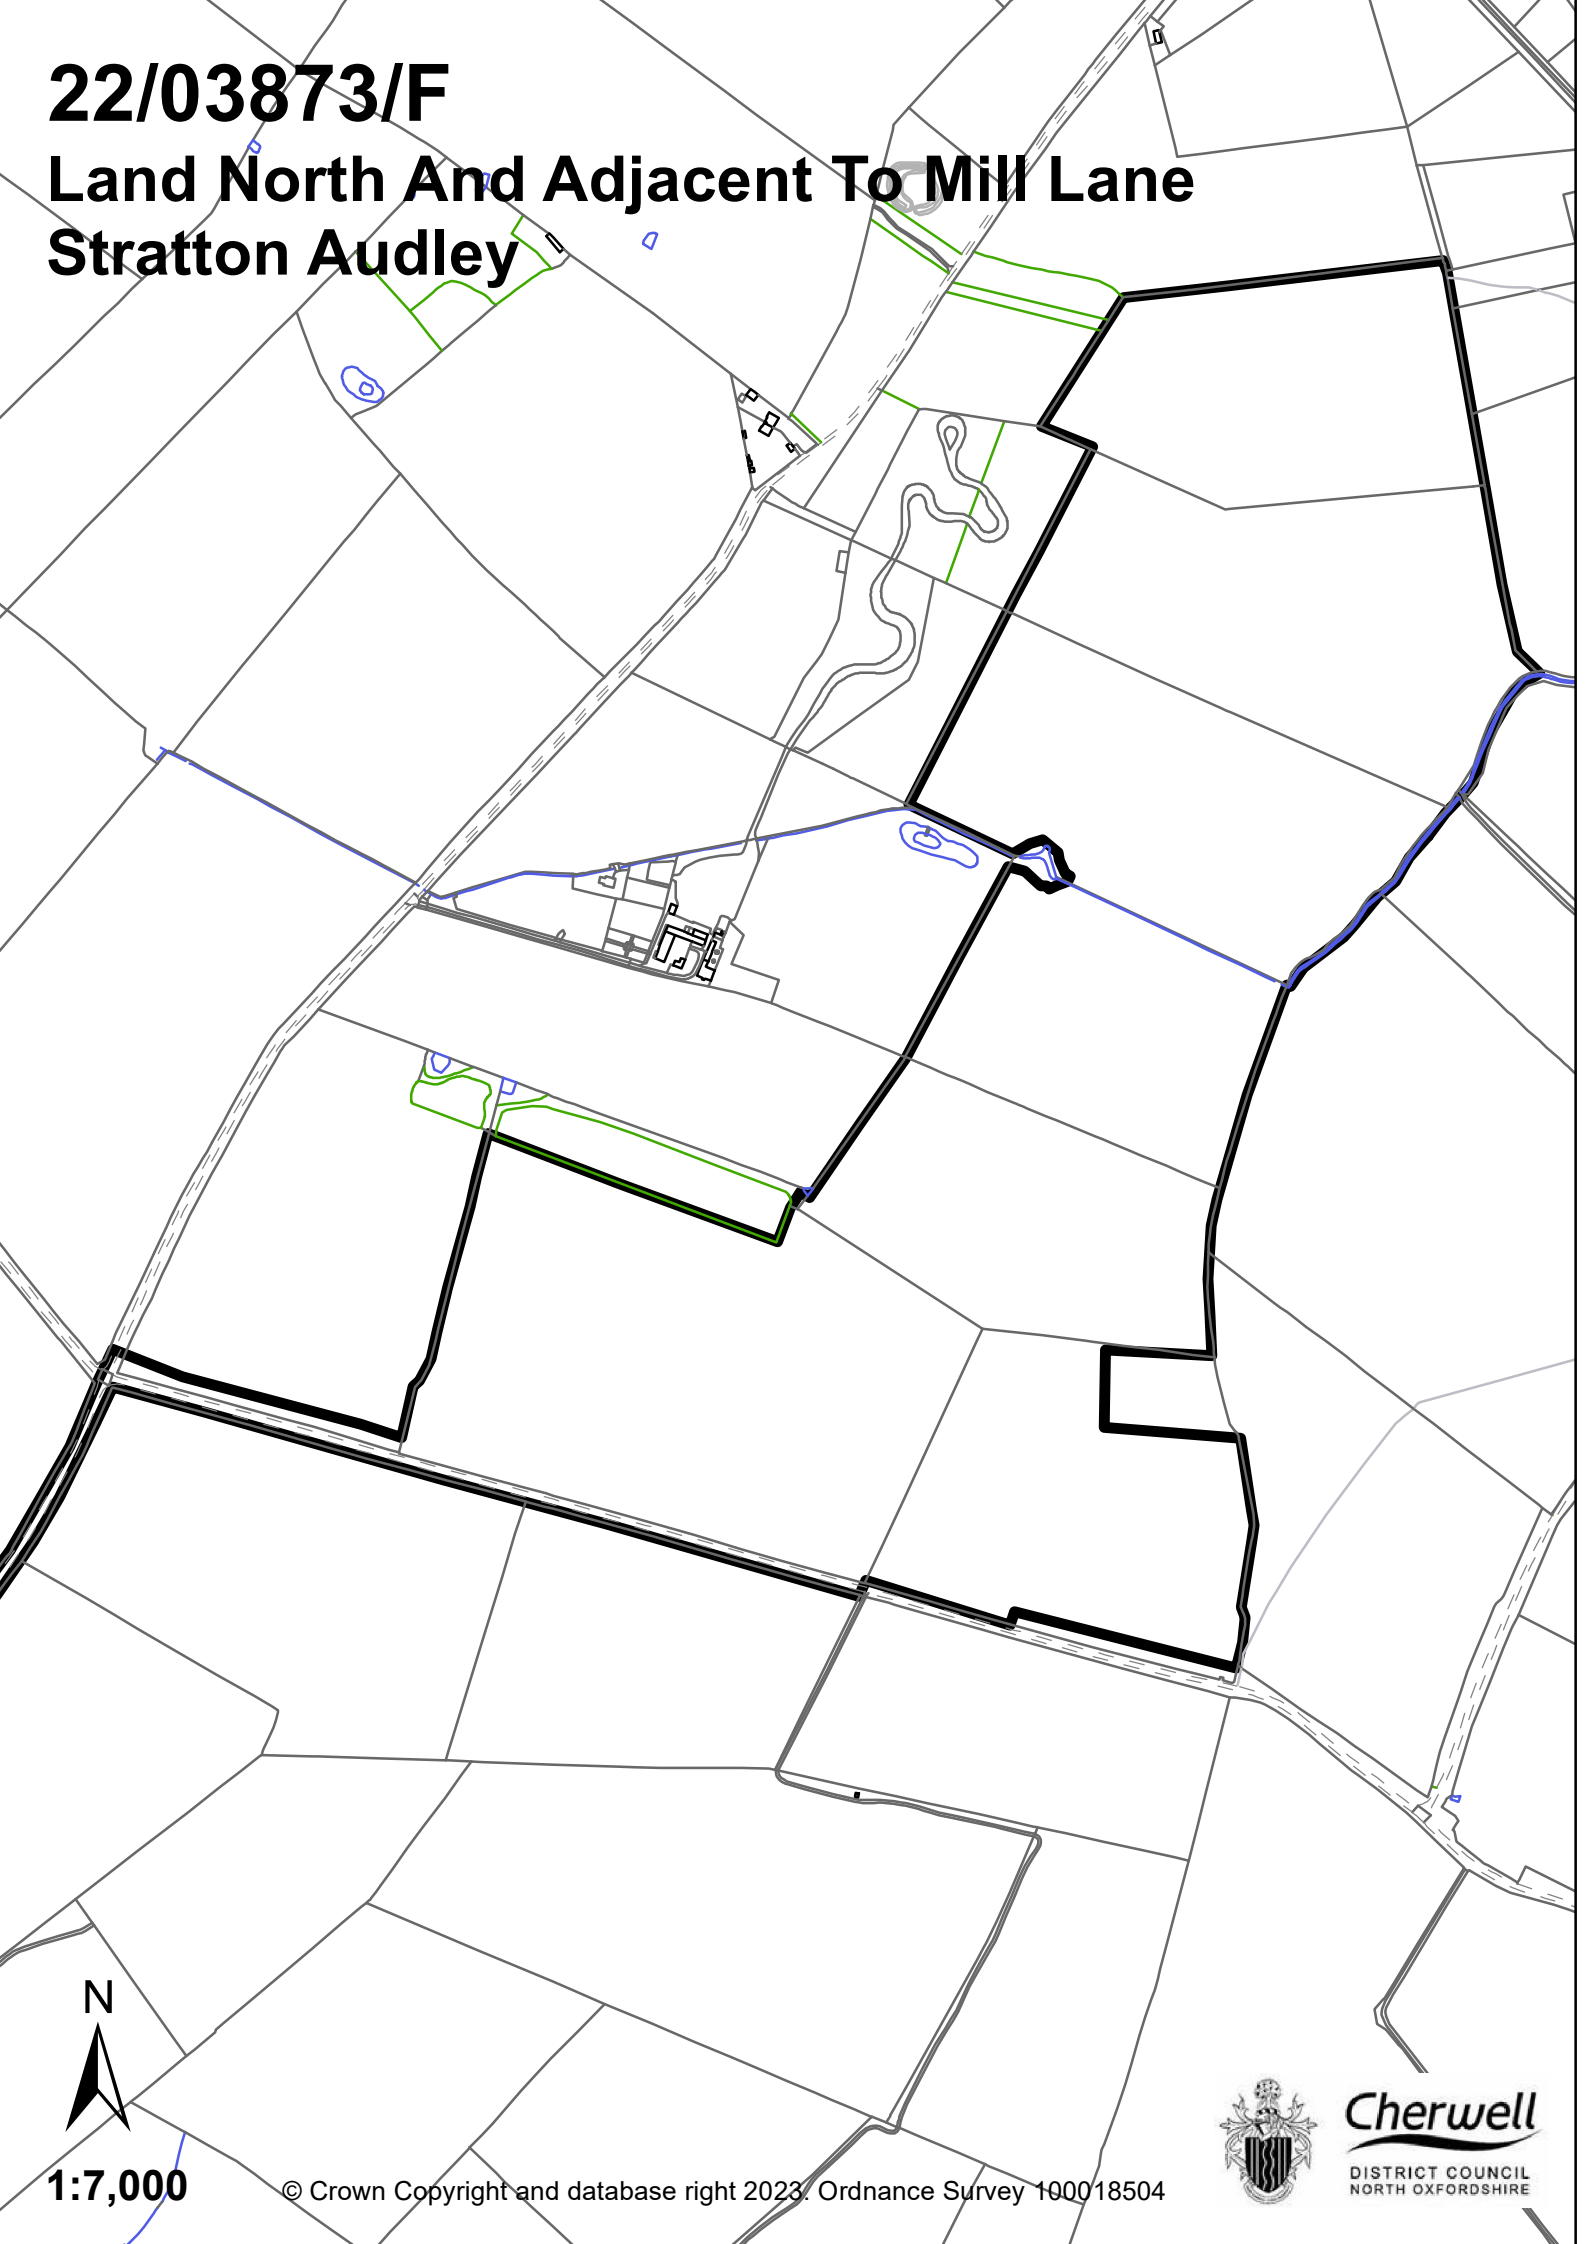 22/03873/F
Land North And Adjacent To Mill Lane
Stratton Audley
N
1:7,000
© Crown Copyright and database right 2023. Ordnance Survey 100018504
Cherwell
DISTRICT COUNCIL
NORTH OXFORDSHIRE